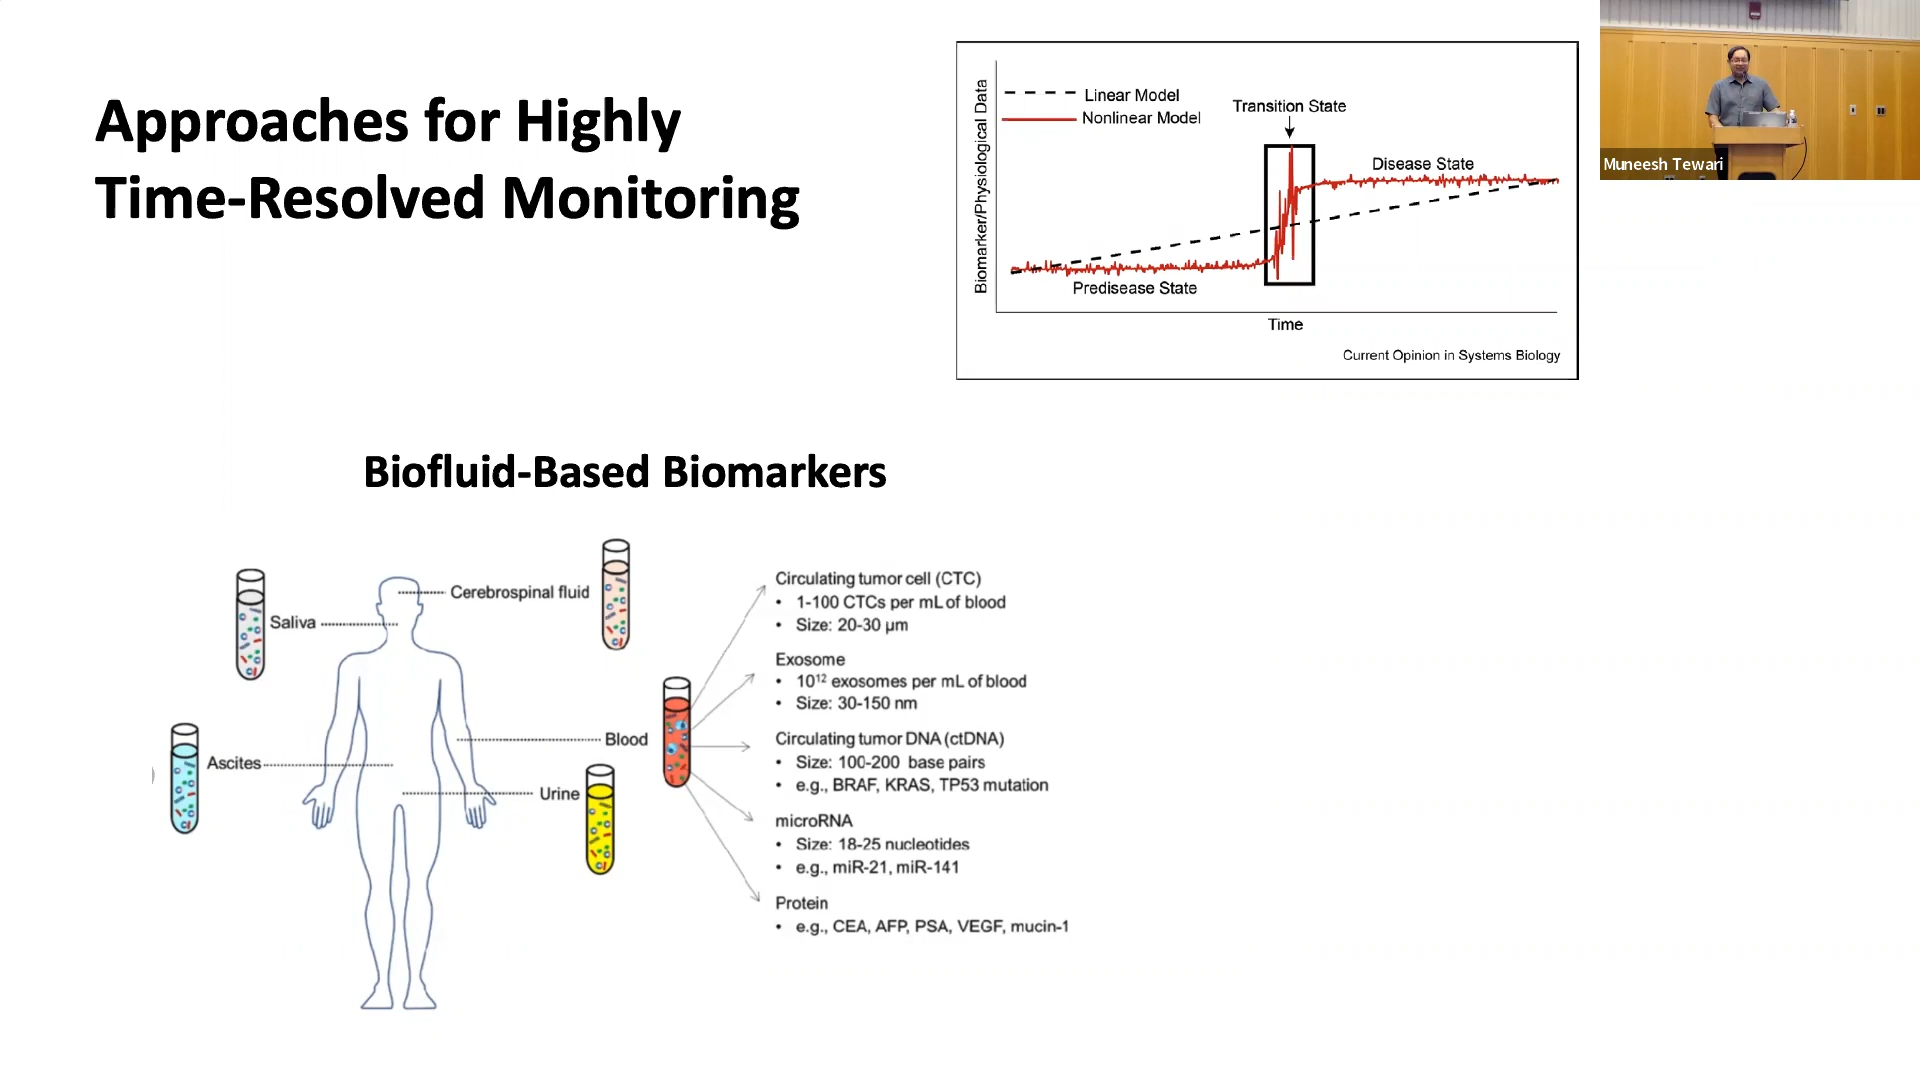 Approaches for Highly
Time-Resolved Monitoring
Biomarker/Physiological Data
Linear Model
Nonlinear Model
Transition State
Disease State
Predisease State
Time
Current Opinion in Systems Biology
Muneesh Tewari
Biofluid-Based Biomarkers
Saliva
Cerebrospinal fluid
Ascites
Blood
Urine
Circulating tumor cell (CTC)
• 1-100 CTCs per mL of blood
• Size: 20-30 µm
Exosome
• 10¹² exosomes per mL of blood
• Size: 30-150 nm
Circulating tumor DNA (ctDNA)
• Size: 100-200 base pairs
• e.g., BRAF, KRAS, TP53 mutation
microRNA
• Size: 18-25 nucleotides
• e.g., miR-21, miR-141
Protein
• e.g., CEA, AFP, PSA, VEGF, mucin-1